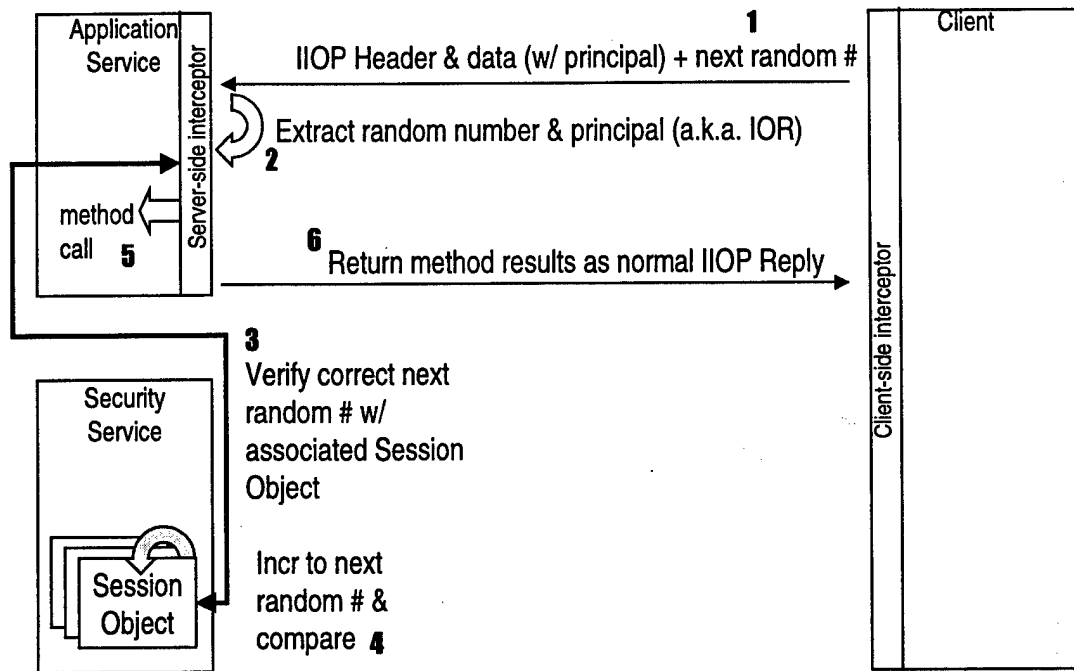 Application
Service
Server-side interceptor
1
IIOP Header & data (w/ principal) + next random #
Client
Extract random number & principal (a.k.a. IOR)
2
method
call 5
6
Return method results as normal IIOP Reply
Client-side interceptor
3
Verify correct next
random # w/
associated Session
Object
Security
Service
Session
Object
Incr to next
random # &
compare 4